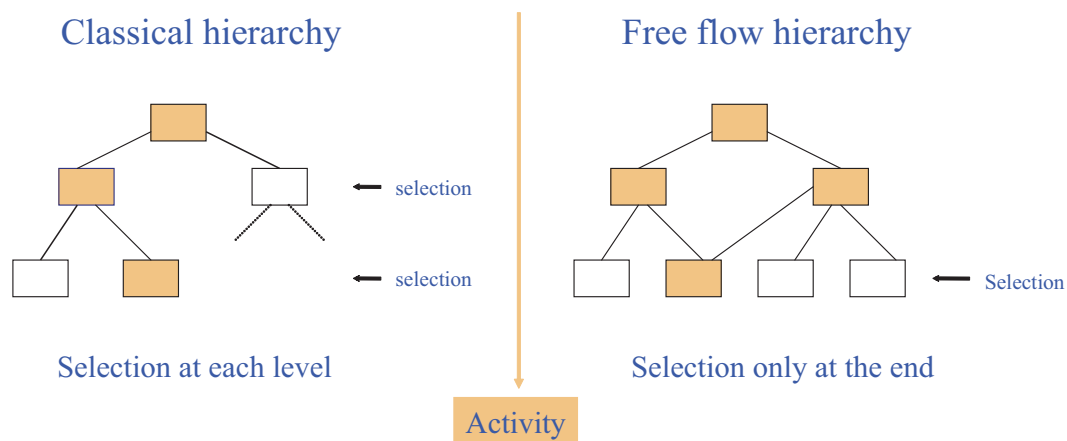 Classical hierarchy
Free flow hierarchy
selection
selection
Selection
Selection at each level
Selection only at the end
Activity